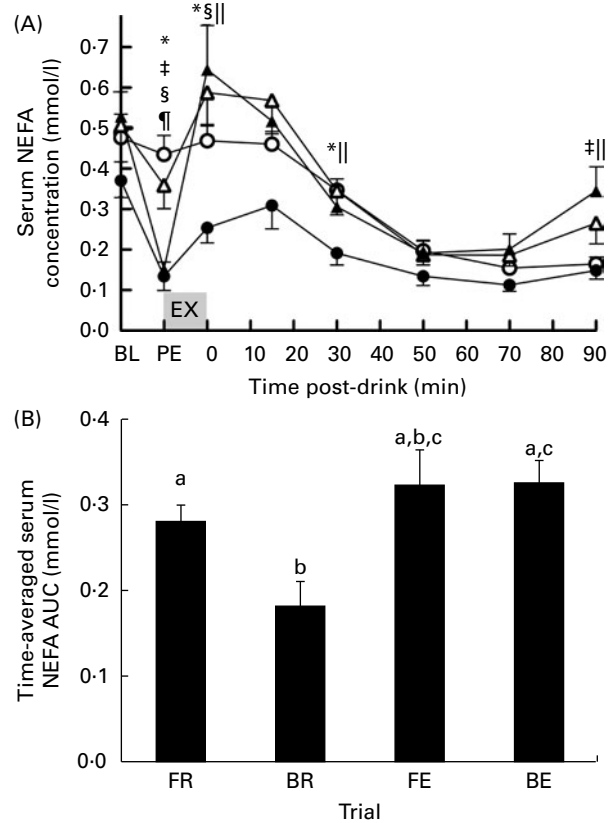 (A)
Serum NEFA
concentration (mmol/l)
0·7
0·6
0·5
0·4
0·3
0·2
0·1
0·0
*
‡
§
¶
*§||
*||
‡||
EX
BL PE 0 10 20 30 40 50 60 70 80 90
Time post-drink (min)
(B)
Time-averaged serum
NEFA AUC (mmol/l)
0·4
0·3
0·2
0·1
0·0
a
b
a,b,c
a,c
FR BR FE BE
Trial